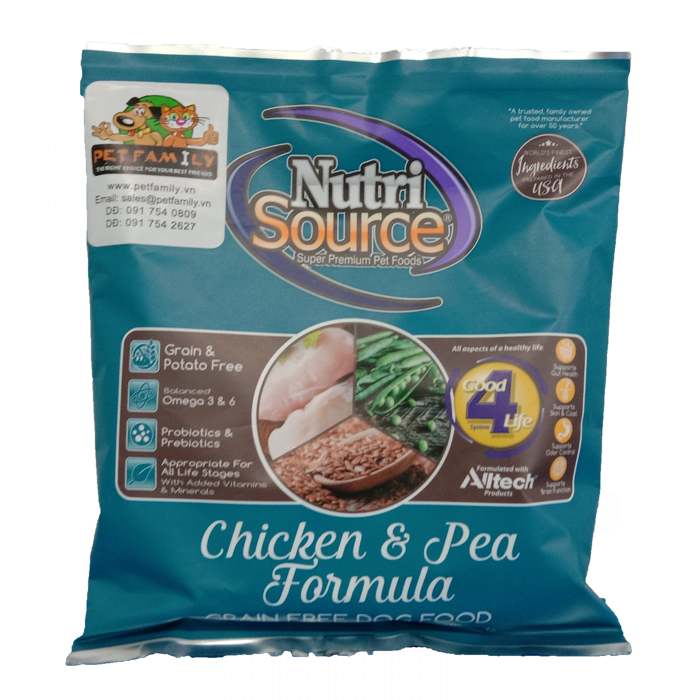 PET FAMILY
THE RIGHT CHOICE FOR YOUR BEST FRIENDS
www.petfamily.vn
Email: sales@petfamily.vn
DĐ: 091 754 0809
DĐ: 091 754 2627
Nutri
Source®
Super Premium Pet Foods
"A trusted, family owned
pet food manufacturer
for over 50 years."
WORLD'S FINEST
Ingredients
PREPARED IN THE
USA
Grain &
Potato Free
Balanced
Omega 3 & 6
Probiotics &
Prebiotics
Appropriate For
All Life Stages
With Added Vitamins
& Minerals
All aspects of a healthy life
Good
4
Life
System
Formulated with
Alltech®
Products
Supports
Gut Health
Supports
Skin & Coat
Supports
Odor Control
Supports
Brain Function
Chicken & Pea
Formula
GRAIN FREE DOG FOOD